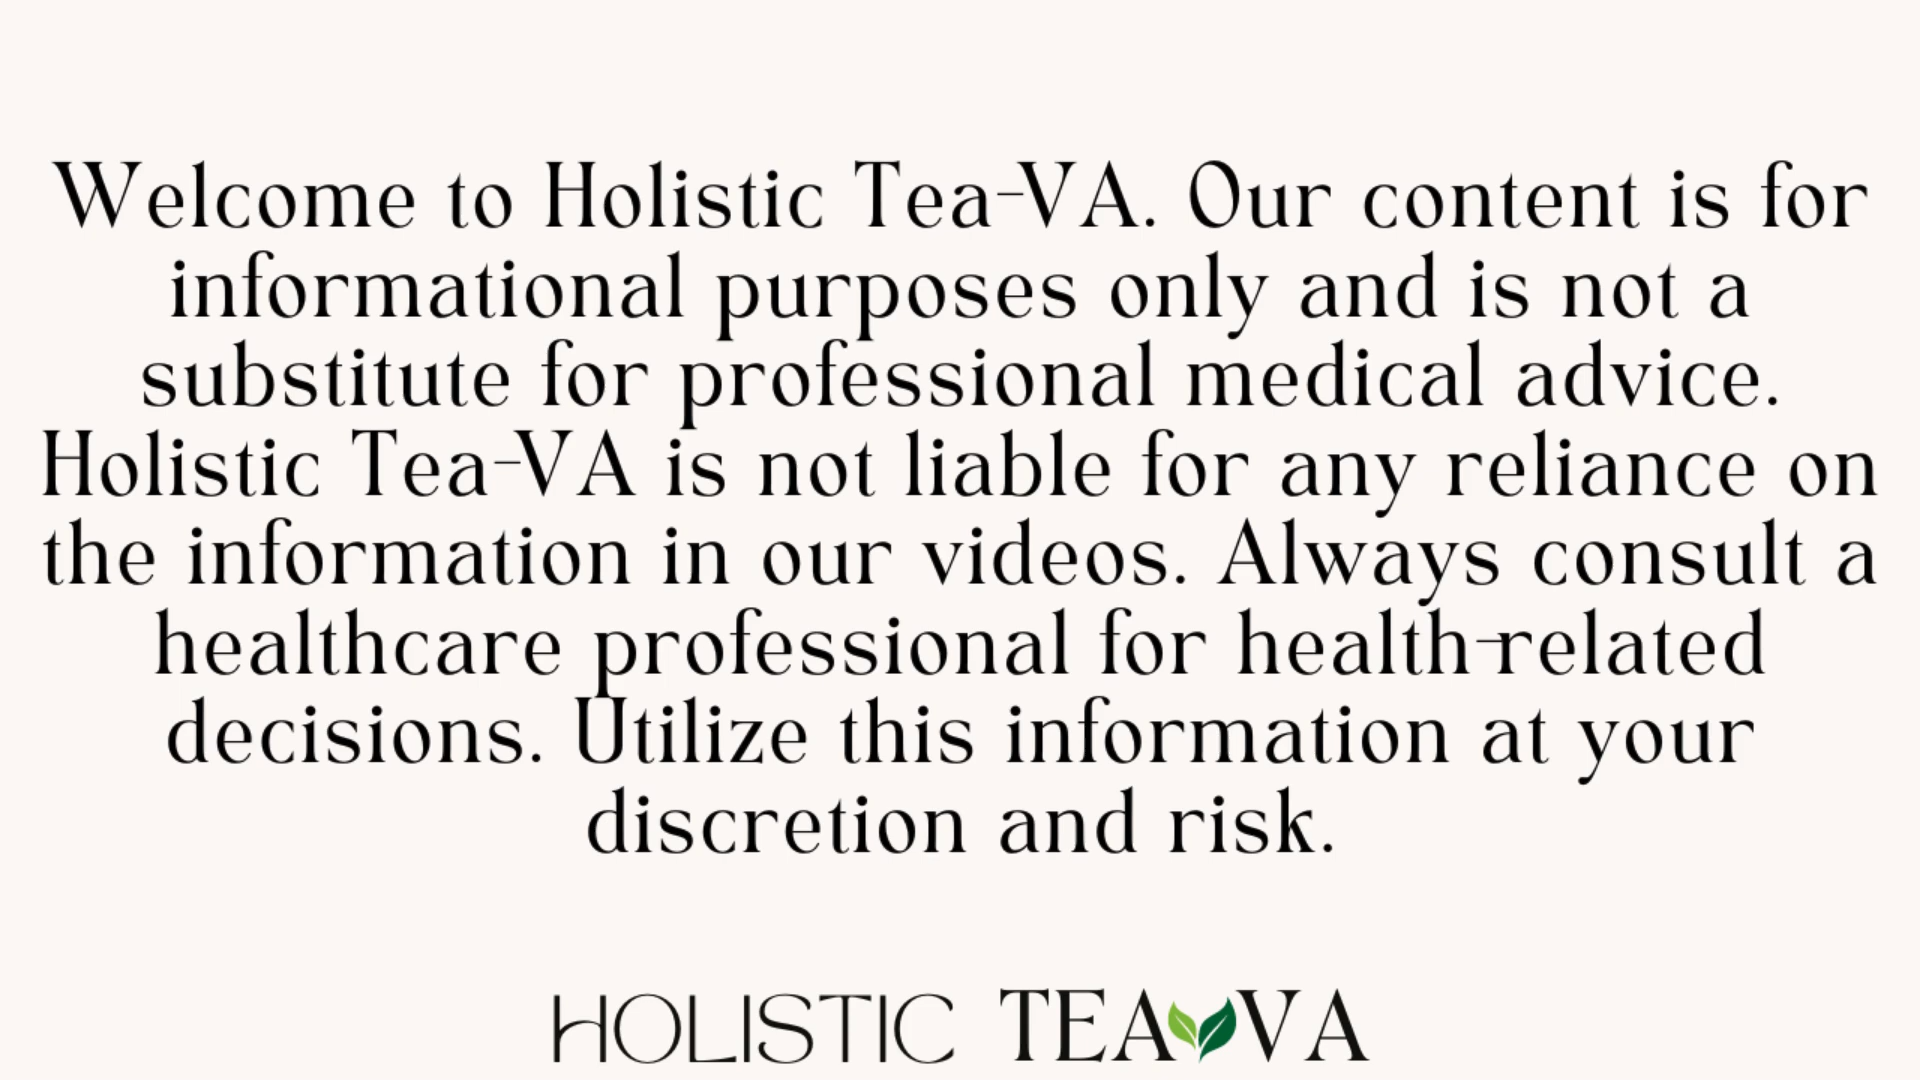 Welcome to Holistic Tea-VA. Our content is for
informational purposes only and is not a
substitute for professional medical advice.
Holistic Tea-VA is not liable for any reliance on
the information in our videos. Always consult a
healthcare professional for health-related
decisions. Utilize this information at your
discretion and risk.
HOLISTIC TEA VA